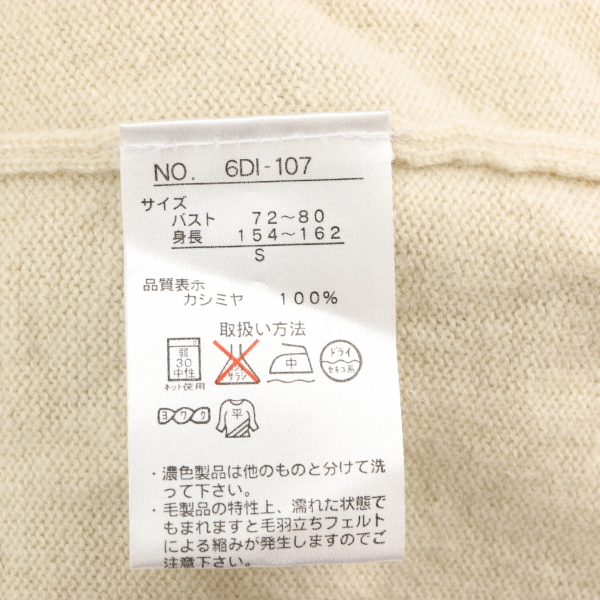 NO. 6DI-107
サイズ
バスト 72～80
身長 154～162
S
品質表示
カシミヤ 100%
取扱い方法
弱
30
中性
ネット使用
サラシ
中
ドライ
セキユ系
ヨワク
平
・濃色製品は他のものと分けて洗
って下さい。
・毛製品の特性上、濡れた状態で
もまれますと毛羽立ちフェルト
による縮みが発生しますのでご
注意下さい。